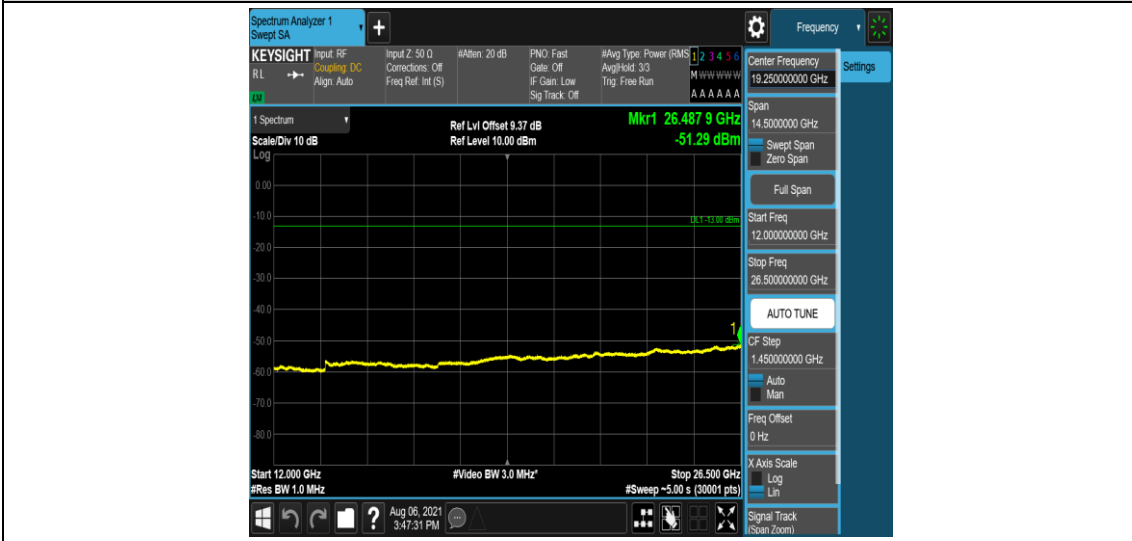 Spectrum Analyzer 1
Swept SA
+
Frequency
KEYSIGHT
RL
Input: RF
Coupling: DC
Align: Auto
Input Z: 50 Ω
Corrections: Off
Freq Ref: Int (S)
#Atten: 20 dB
PNO: Fast
Gate: Off
IF Gain: Low
Sig Track: Off
#Avg Type: Power (RMS
Avg|Hold: 3/3
Trig: Free Run
1 2 3 4 5 6
M W W W W W
A A A A A A
1 Spectrum
Scale/Div 10 dB
Log
Ref Lvl Offset 9.37 dB
Ref Level 10.00 dBm
Mkr1 26.487 9 GHz
-51.29 dBm
0.00
-10.0
DL1 -13.00 dBm
-20.0
-30.0
-40.0
1
-50.0
-60.0
-70.0
-80.0
Start 12.000 GHz
#Res BW 1.0 MHz
#Video BW 3.0 MHz*
Stop 26.500 GHz
#Sweep ~5.00 s (30001 pts)
?
Aug 06, 2021
3:47:31 PM
Center Frequency
19.250000000 GHz
Settings
Span
14.5000000 GHz
Swept Span
Zero Span
Full Span
Start Freq
12.000000000 GHz
Stop Freq
26.500000000 GHz
AUTO TUNE
CF Step
1.450000000 GHz
Auto
Man
Freq Offset
0 Hz
X Axis Scale
Log
Lin
Signal Track
(Span Zoom)